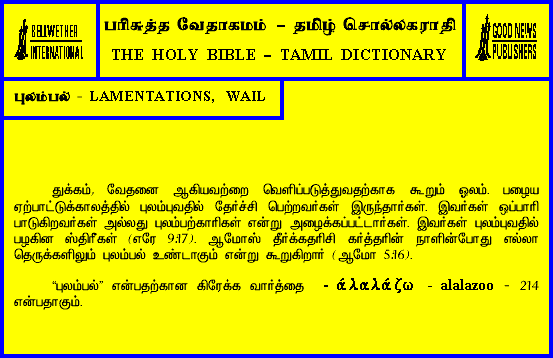 BELLWETHER
INTERNATIONAL
பரிசுத்த வேதாகமம் – தமிழ் சொல்லகராதி
THE HOLY BIBLE – TAMIL DICTIONARY
GOOD NEWS
PUBLISHERS
புலம்பல் - LAMENTATIONS, WAIL
துக்கம், வேதனை ஆகியவற்றை வெளிப்படுத்துவதற்காக கூறும் ஓலம். பழைய
ஏற்பாட்டுக்காலத்தில் புலம்புவதில் தேர்ச்சி பெற்றவர்கள் இருந்தார்கள். இவர்கள் ஒப்பாரி
பாடுகிறவர்கள் அல்லது புலம்பற்காரிகள் என்று அழைக்கப்பட்டார்கள். இவர்கள் புலம்புவதில்
பழகின ஸ்திரீகள் (எரே 9:17). ஆமோஸ் தீர்க்கதரிசி கர்த்தரின் நாளின்போது எல்லா
தெருக்களிலும் புலம்பல் உண்டாகும் என்று கூறுகிறார் (ஆமோ 5:16).
“புலம்பல்” என்பதற்கான கிரேக்க வார்த்தை - άλαλάζω - alalazoo - 214
என்பதாகும்.